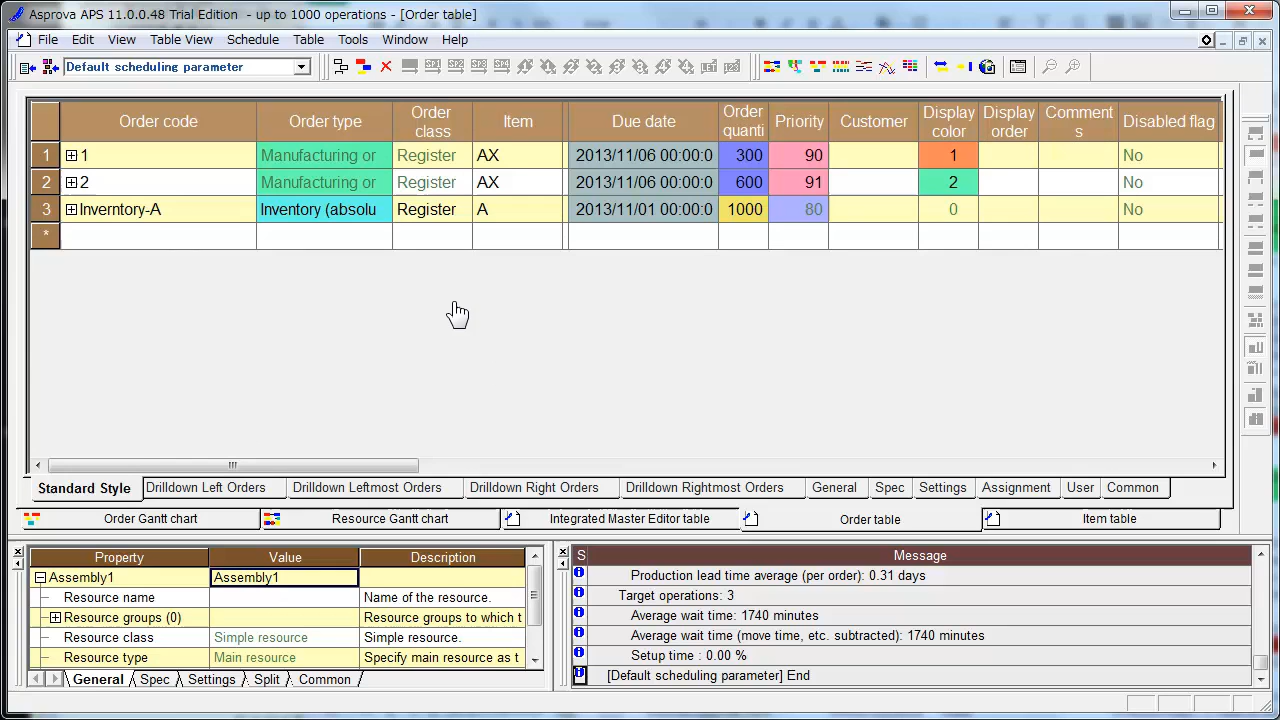 Asprova APS 11.0.0.48 Trial Edition - up to 1000 operations - [Order table]
File Edit View Table View Schedule Table Tools Window Help
Default scheduling parameter
Order code Order type Order class Item Due date Order quanti Priority Customer Display color Display order Comment s Disabled flag
1 1 Manufacturing or Register AX 2013/11/06 00:00:0 300 90 1 No
2 2 Manufacturing or Register AX 2013/11/06 00:00:0 600 91 2 No
3 Inverntory-A Inventory (absolu Register A 2013/11/01 00:00:0 1000 80 0 No
*
Standard Style Drilldown Left Orders Drilldown Leftmost Orders Drilldown Right Orders Drilldown Rightmost Orders General Spec Settings Assignment User Common
Order Gantt chart Resource Gantt chart Integrated Master Editor table Order table Item table
Property Value Description
Assembly1 Assembly1
Resource name Name of the resource.
Resource groups (0) Resource groups to which t
Resource class Simple resource Simple resource.
Resource type Main resource Specify main resource as t
General Spec Settings Split Common
S Message
Production lead time average (per order): 0.31 days
Target operations: 3
Average wait time: 1740 minutes
Average wait time (move time, etc. subtracted): 1740 minutes
Setup time : 0.00 %
[Default scheduling parameter] End